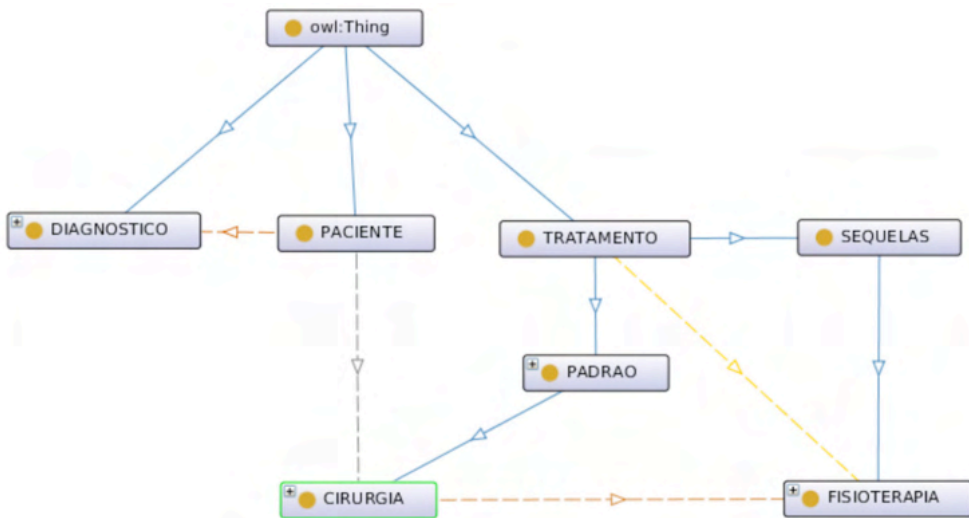 owl:Thing
DIAGNOSTICO
PACIENTE
TRATAMENTO
SEQUELAS
PADRAO
CIRURGIA
FISIOTERAPIA